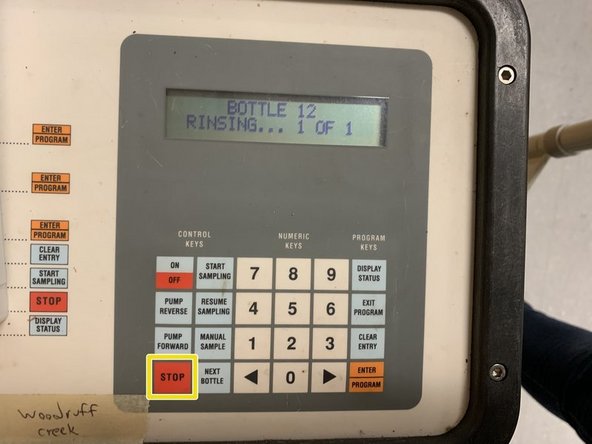 BOTTLE 12
RINSING... 1 OF 1
ENTER
PROGRAM
ENTER
PROGRAM
ENTER
PROGRAM
CLEAR
ENTRY
START
SAMPLING
STOP
DISPLAY
STATUS
CONTROL
KEYS
NUMERIC
KEYS
PROGRAM
KEYS
ON
OFF
START
SAMPLING
7 8 9
DISPLAY
STATUS
PUMP
REVERSE
RESUME
SAMPLING
4 5 6
EXIT
PROGRAM
PUMP
FORWARD
MANUAL
SAMPLE
1 2 3
CLEAR
ENTRY
STOP
NEXT
BOTTLE
◀ 0 ▶
ENTER
PROGRAM
Woodruff
creek